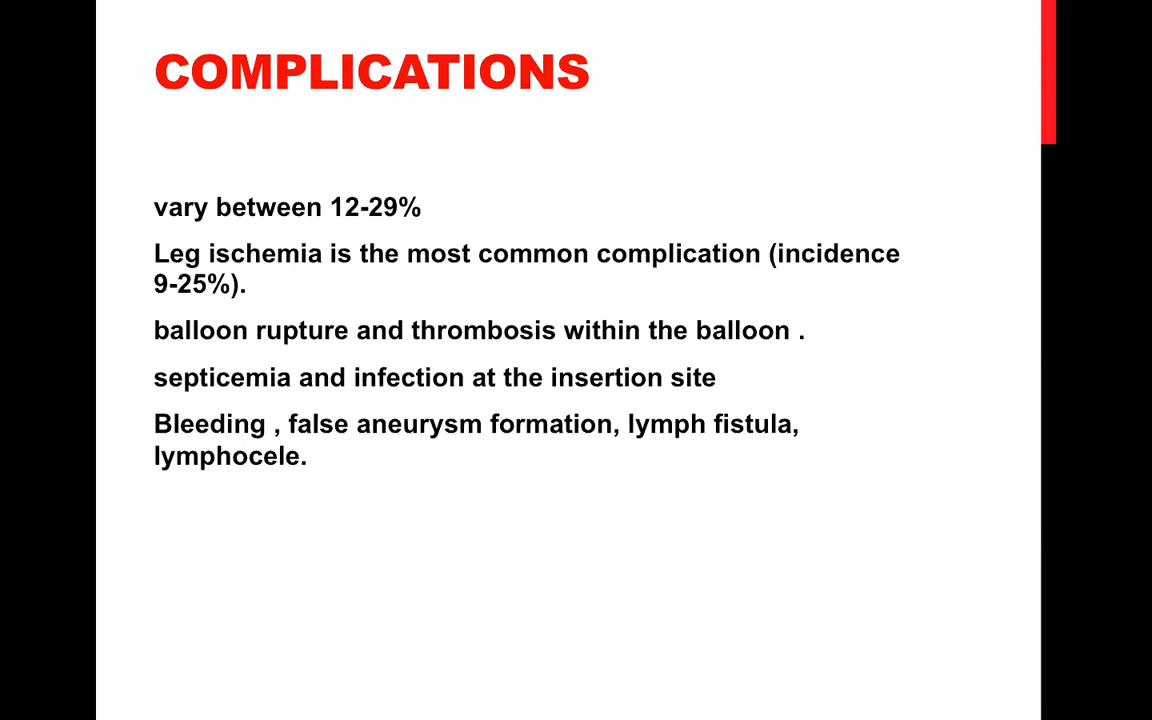 COMPLICATIONS
vary between 12-29%
Leg ischemia is the most common complication (incidence
9-25%).
balloon rupture and thrombosis within the balloon .
septicemia and infection at the insertion site
Bleeding , false aneurysm formation, lymph fistula,
lymphocele.